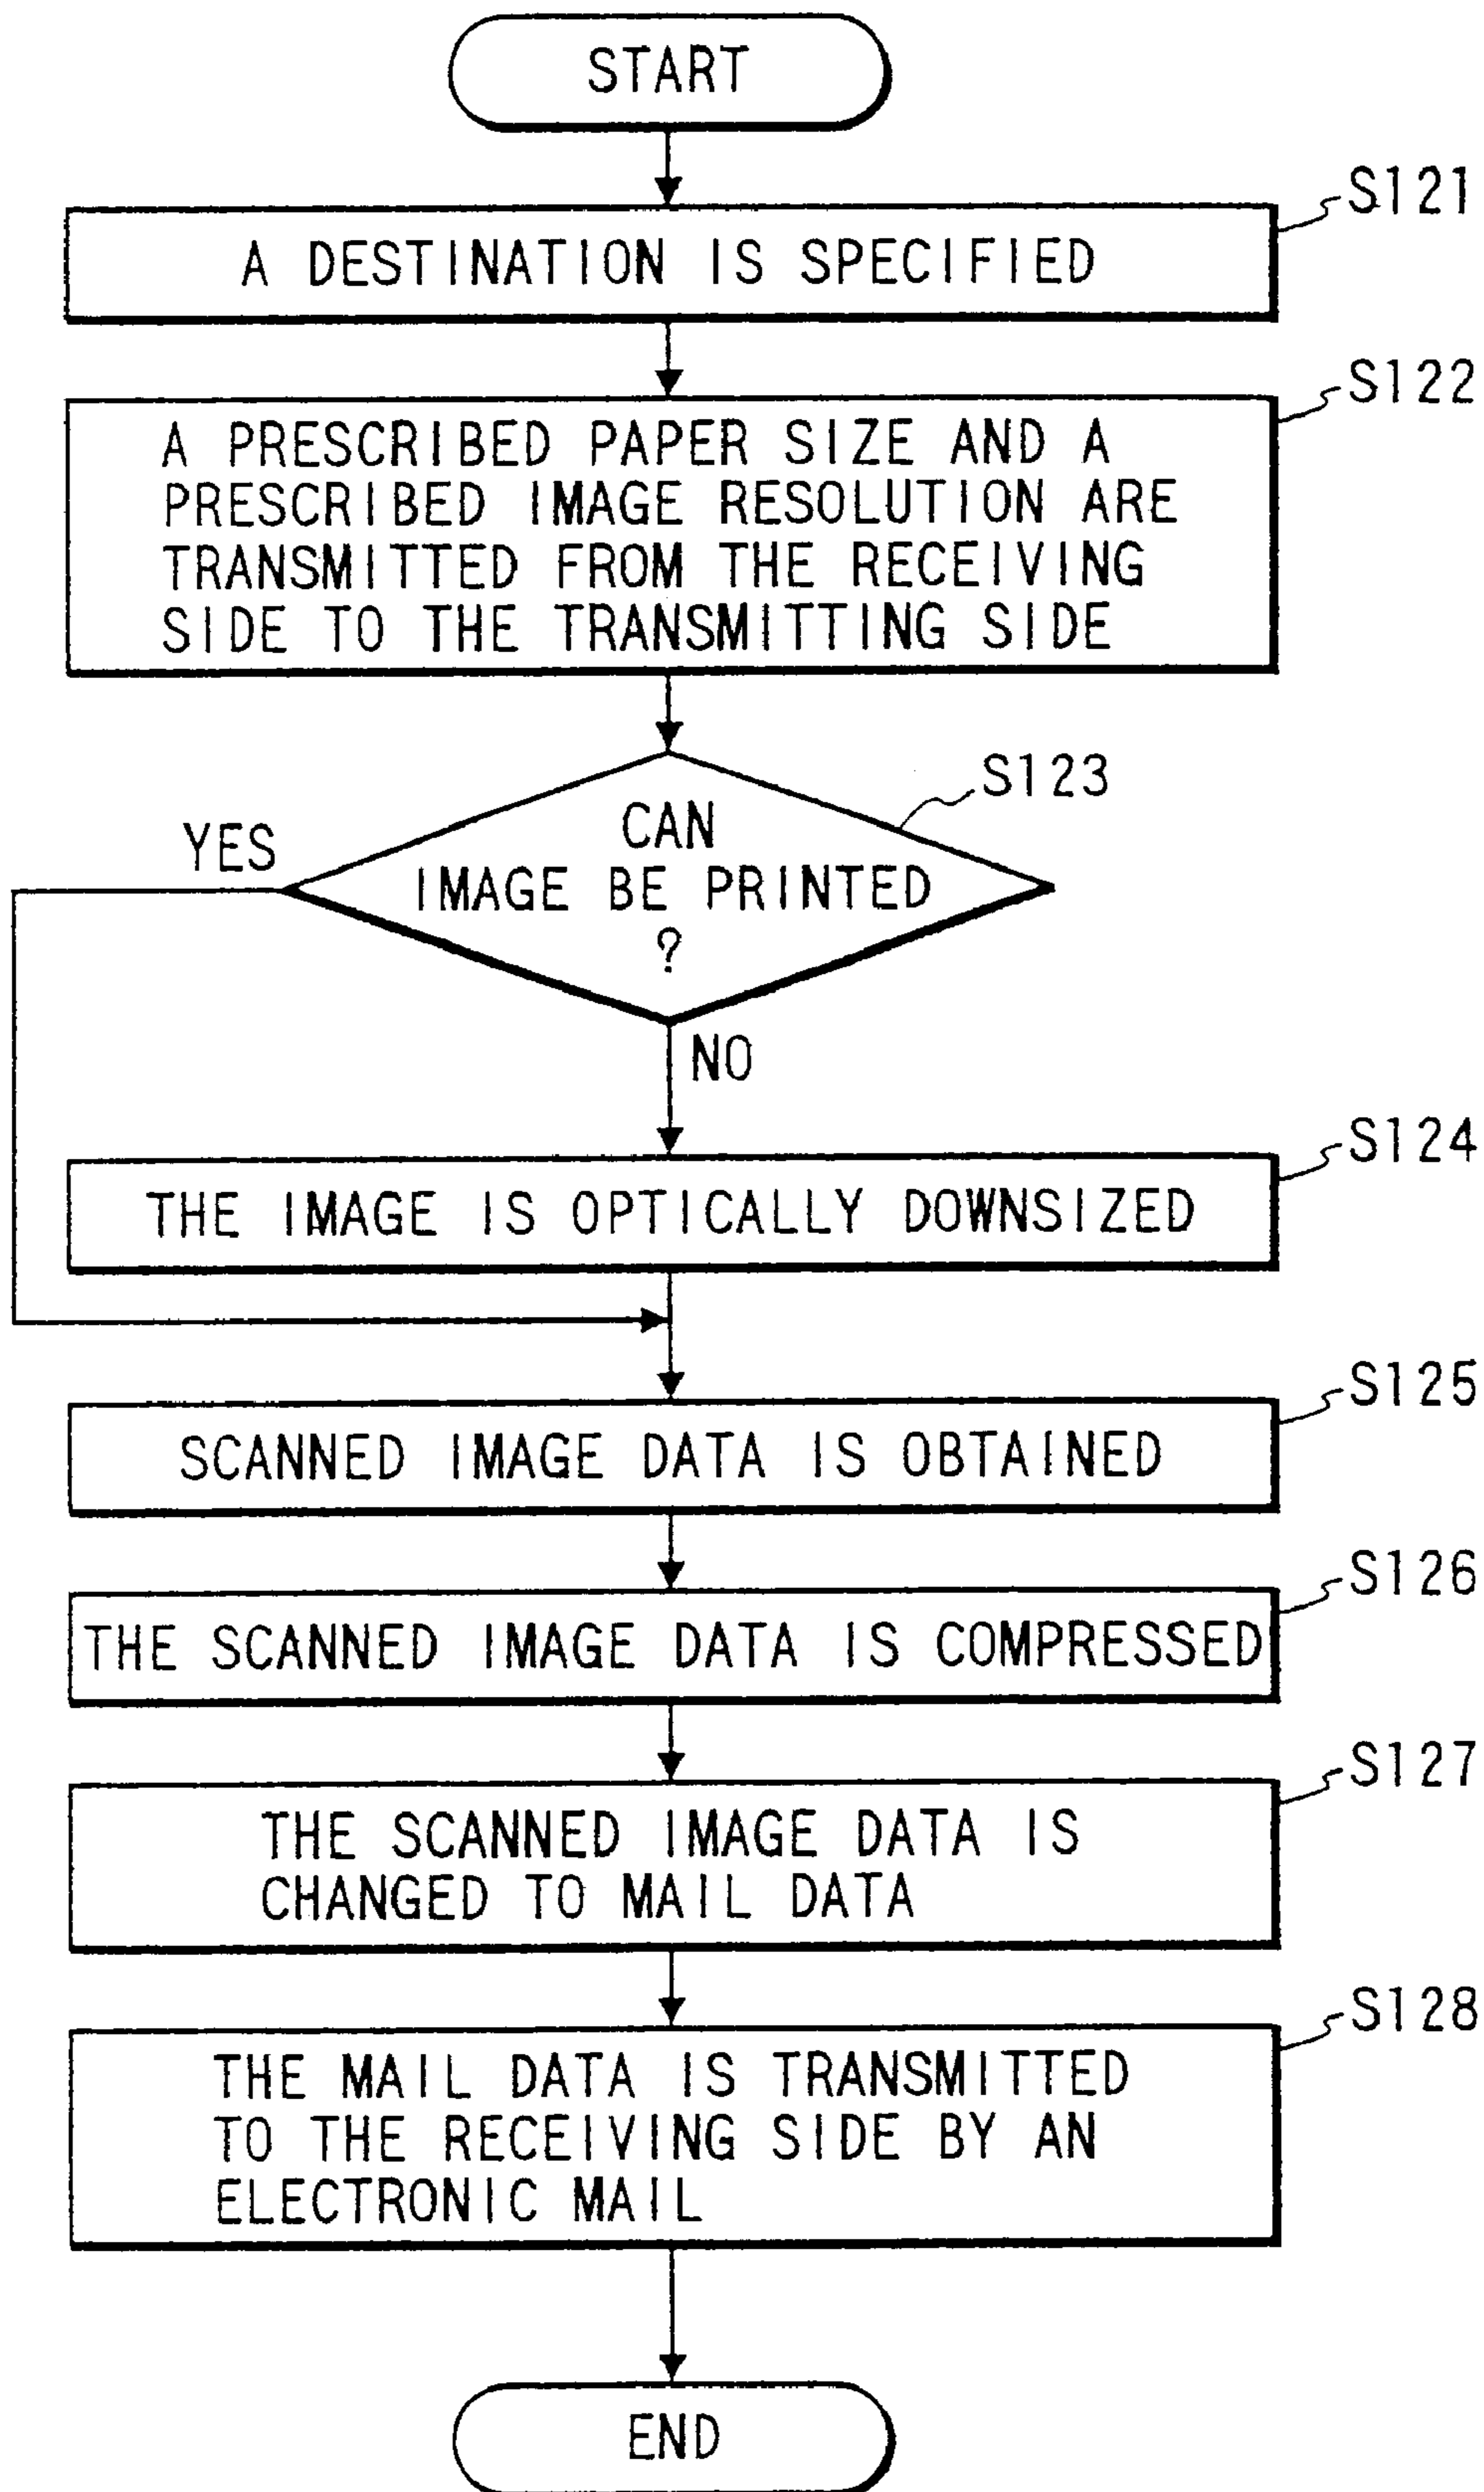 START
S121
A DESTINATION IS SPECIFIED
S122
A PRESCRIBED PAPER SIZE AND A
PRESCRIBED IMAGE RESOLUTION ARE
TRANSMITTED FROM THE RECEIVING
SIDE TO THE TRANSMITTING SIDE
S123
CAN
YES
IMAGE BE PRINTED
?
NO
S124
THE IMAGE IS OPTICALLY DOWNSIZED
S125
SCANNED IMAGE DATA IS OBTAINED
S126
THE SCANNED IMAGE DATA IS COMPRESSED
S127
THE SCANNED IMAGE DATA IS
CHANGED TO MAIL DATA
S128
THE MAIL DATA IS TRANSMITTED
TO THE RECEIVING SIDE BY AN
ELECTRONIC MAIL
END